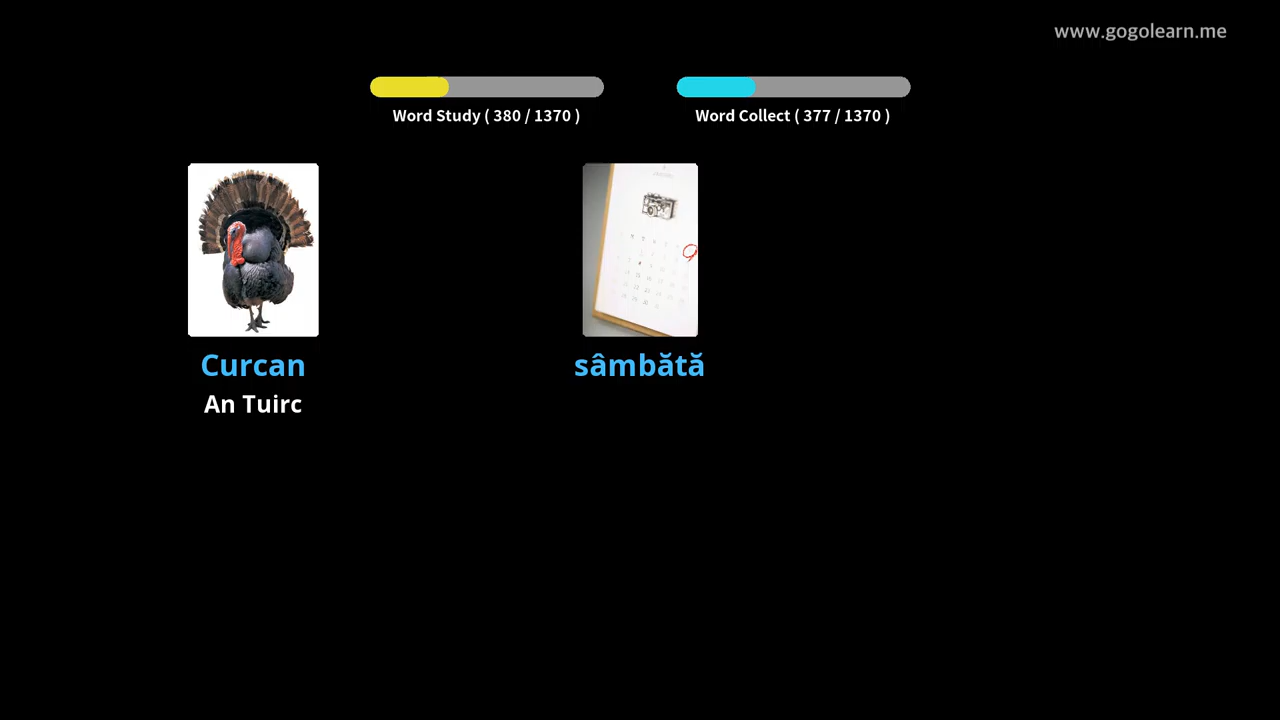 www.gogolearn.me
Word Study ( 380 / 1370 )
Word Collect ( 377 / 1370 )
Curcan
An Tuirc
sâmbătă